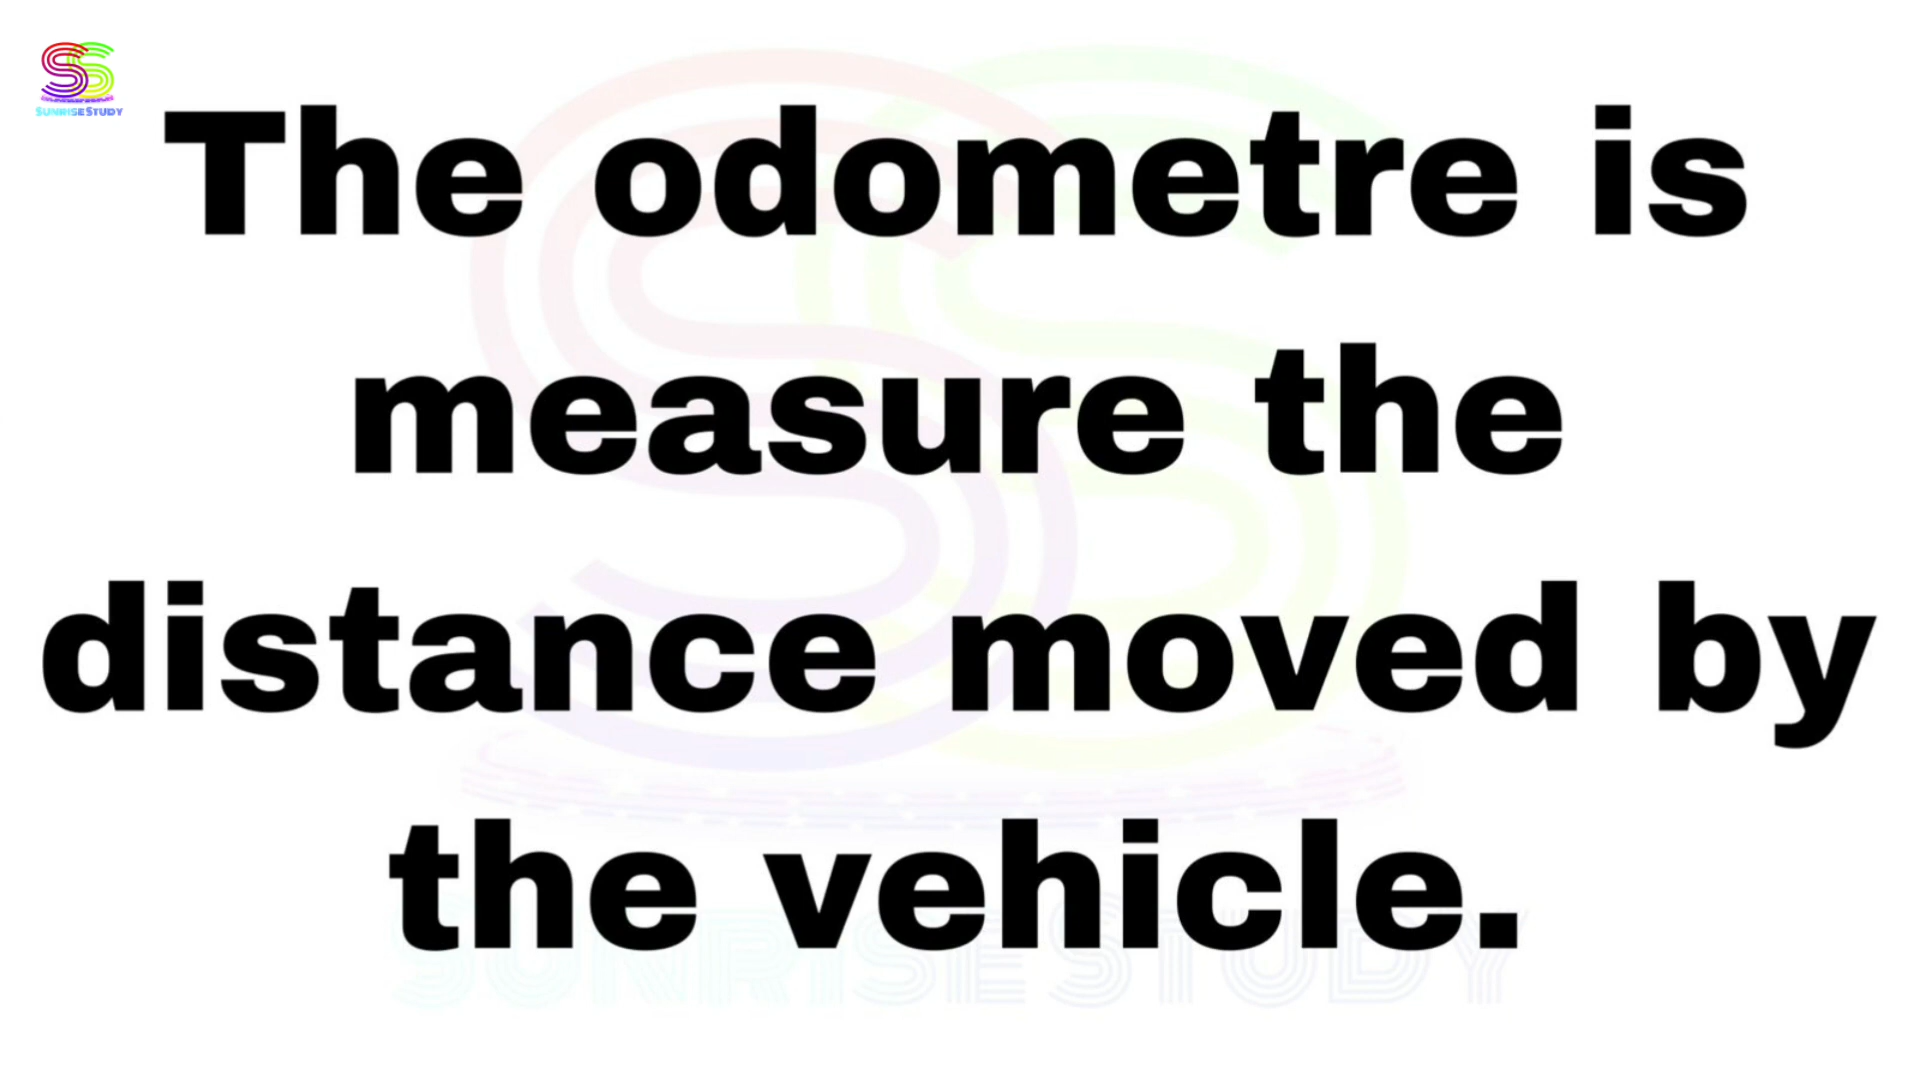 SUNRISE STUDY
The odometre is
measure the
distance moved by
the vehicle.
SUNRISE STUDY